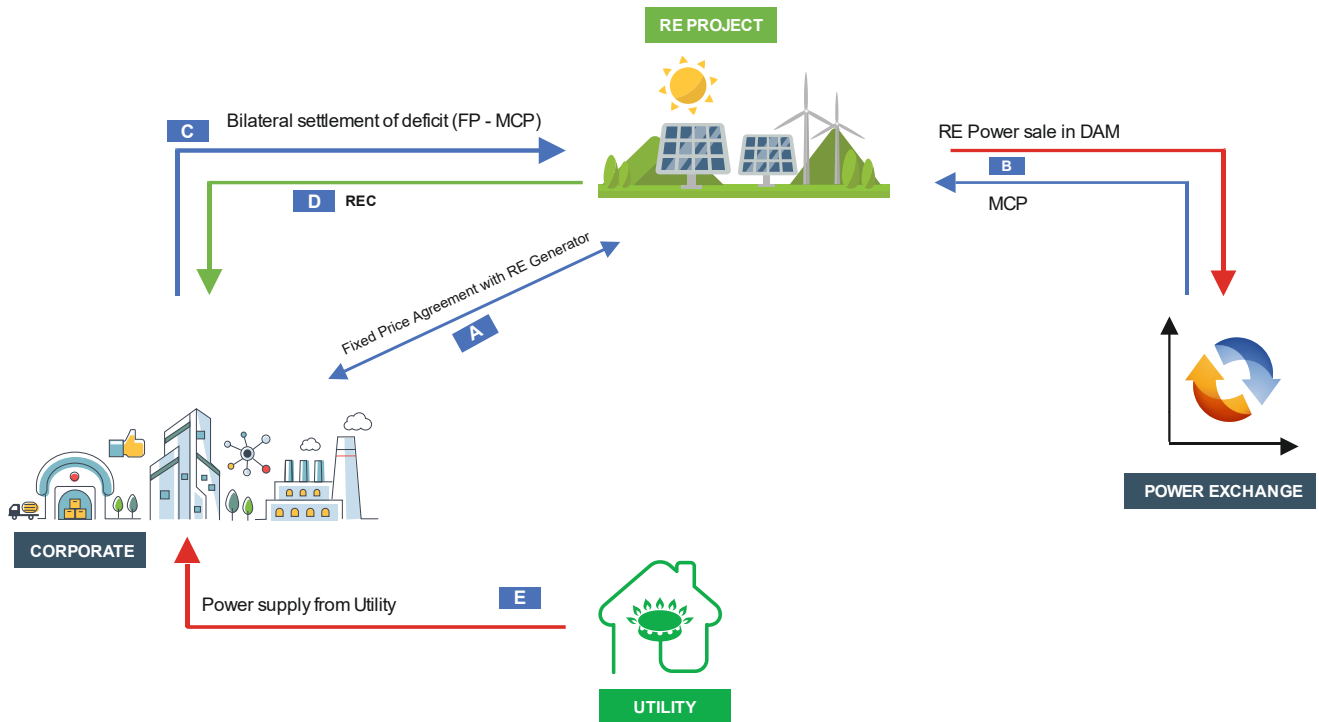 RE PROJECT
C
Bilateral settlement of deficit (FP - MCP)
RE Power sale in DAM
B
D
REC
MCP
Fixed Price Agreement with RE Generator
A
POWER EXCHANGE
CORPORATE
E
Power supply from Utility
UTILITY